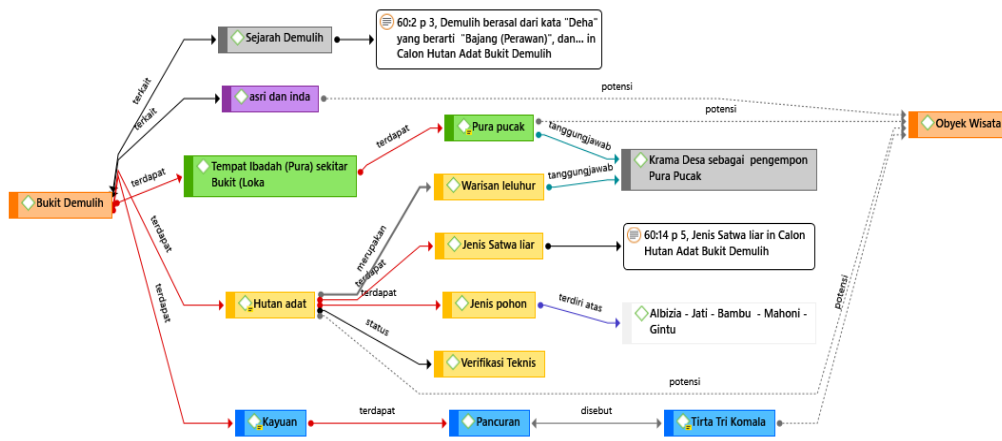 Sejarah Demulih
60:2 p 3, Demulih berasal dari kata "Deha"
yang berarti "Bajang (Perawan)", dan... in
Calon Hutan Adat Bukit Demulih
terkait
terkait
asri dan inda
potensi
potensi
Pura pucak
tanggungjawab
Obyek Wisata
terdapat
Tempat Ibadah (Pura) sekitar
Bukit (Loka
terdapat
Krama Desa sebagai pengempon
Pura Pucak
tanggungjawab
Warisan leluhur
Bukit Demulih
terdapat
merupakan
60:14 p 5, Jenis Satwa liar in Calon
Hutan Adat Bukit Demulih
Jenis Satwa liar
terdapat
terdapat
terdapat
Hutan adat
Jenis pohon
terdiri atas
Albizia - Jati - Bambu - Mahoni -
Gintu
status
Verifikasi Teknis
potensi
potensi
Kayuan
terdapat
Pancuran
disebut
Tirta Tri Komala